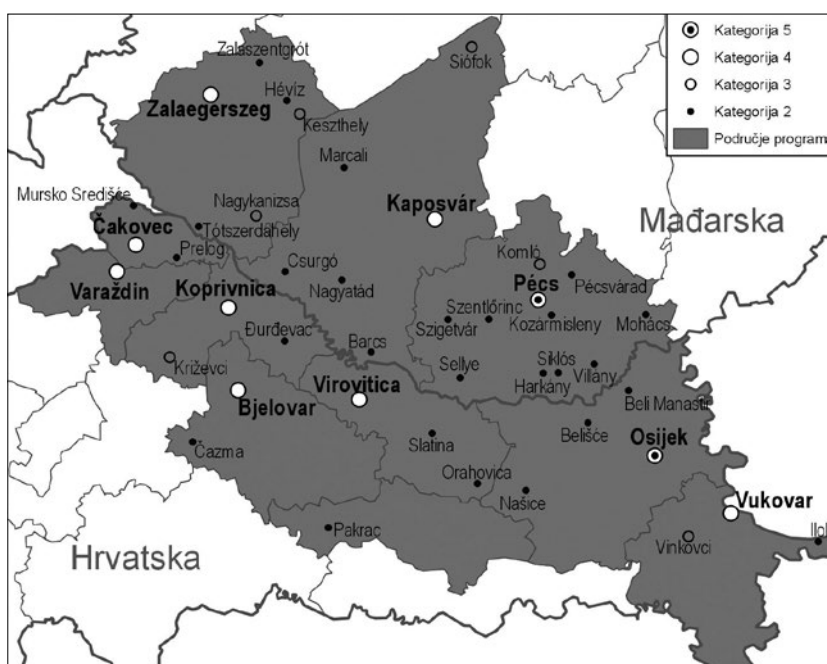 Kategorija 5
Kategorija 4
Kategorija 3
Kategorija 2
Područje programa
Zalaszentgrót
Siófok
Hévíz
Zalaegerszeg
Keszthely
Marcali
Mursko Središće
Nagykanizsa
Kaposvár
Mađarska
Čakovec
Tótszerdahely
Komló
Prelog
Csurgó
Pécs
Varaždin
Koprivnica
Nagyatád
Pécsvárad
Szentlőrinc
Szigetvár
Kozármisleny
Mohács
Đurđevac
Barcs
Križevci
Sellye
Siklós
Villány
Harkány
Virovitica
Bjelovar
Beli Manastir
Belišće
Čazma
Slatina
Osijek
Orahovica
Našice
Vukovar
Pakrac
Hrvatska
Vinkovci